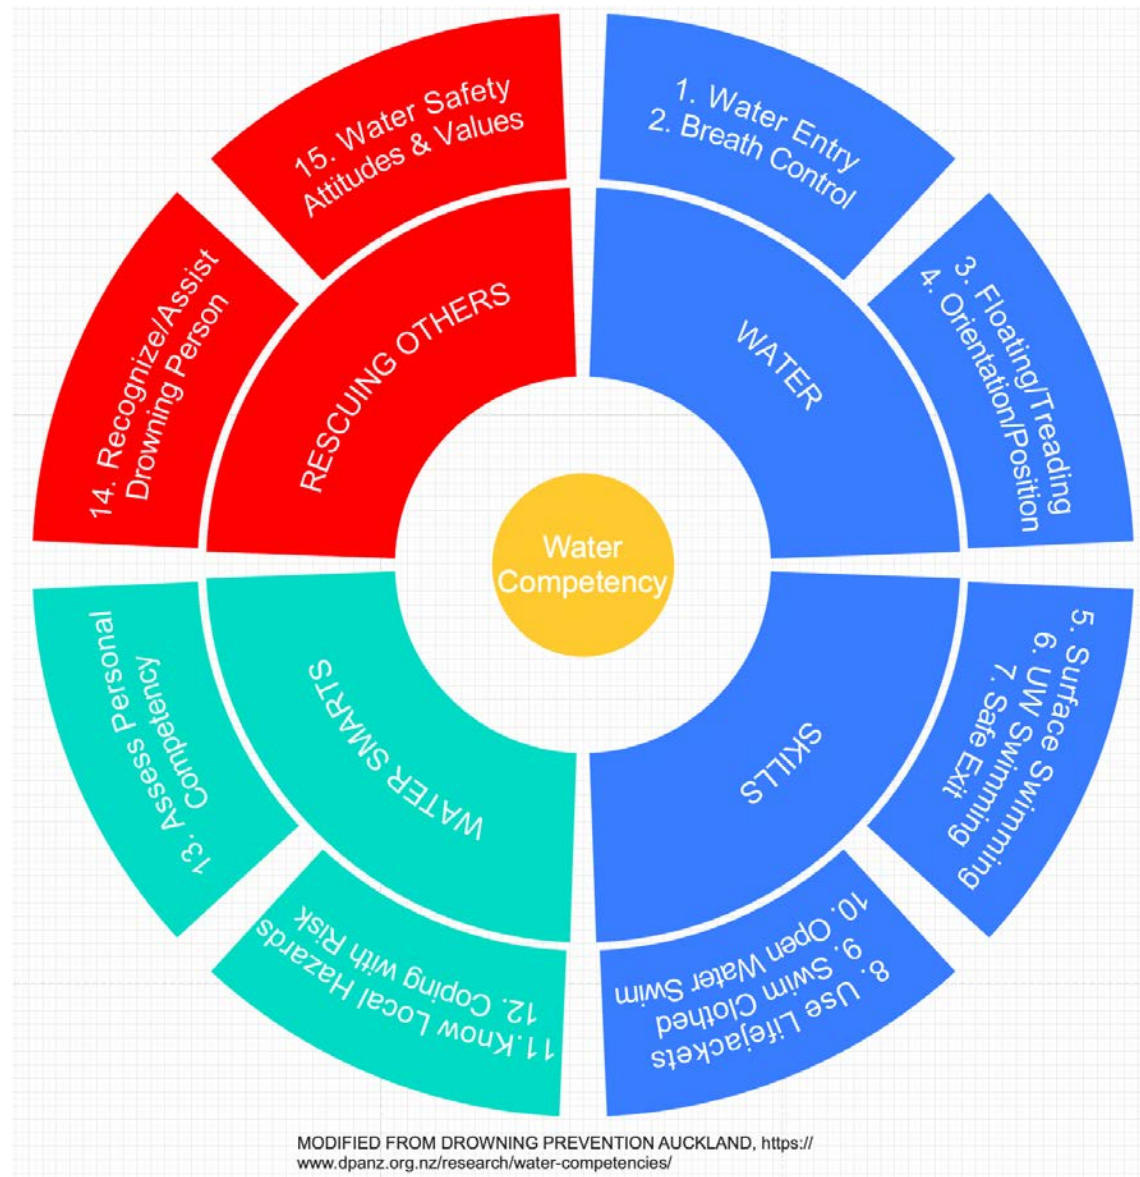 Water
Competency
WATER
SKILLS
WATER SMARTS
RESCUING OTHERS
1. Water Entry
2. Breath Control
3. Floating/Treading
4. Orientation/Position
5. Surface Swimming
6. UW Swimming
7. Safe Exit
8. Use Lifejackets
9. Swim Clothed
10. Open Water Swim
11.Know Local Hazards
12. Coping with Risk
13. Assess Personal
Competency
14. Recognize/Assist
Drowning Person
15. Water Safety
Attitudes & Values
MODIFIED FROM DROWNING PREVENTION AUCKLAND, https://
www.dpanz.org.nz/research/water-competencies/